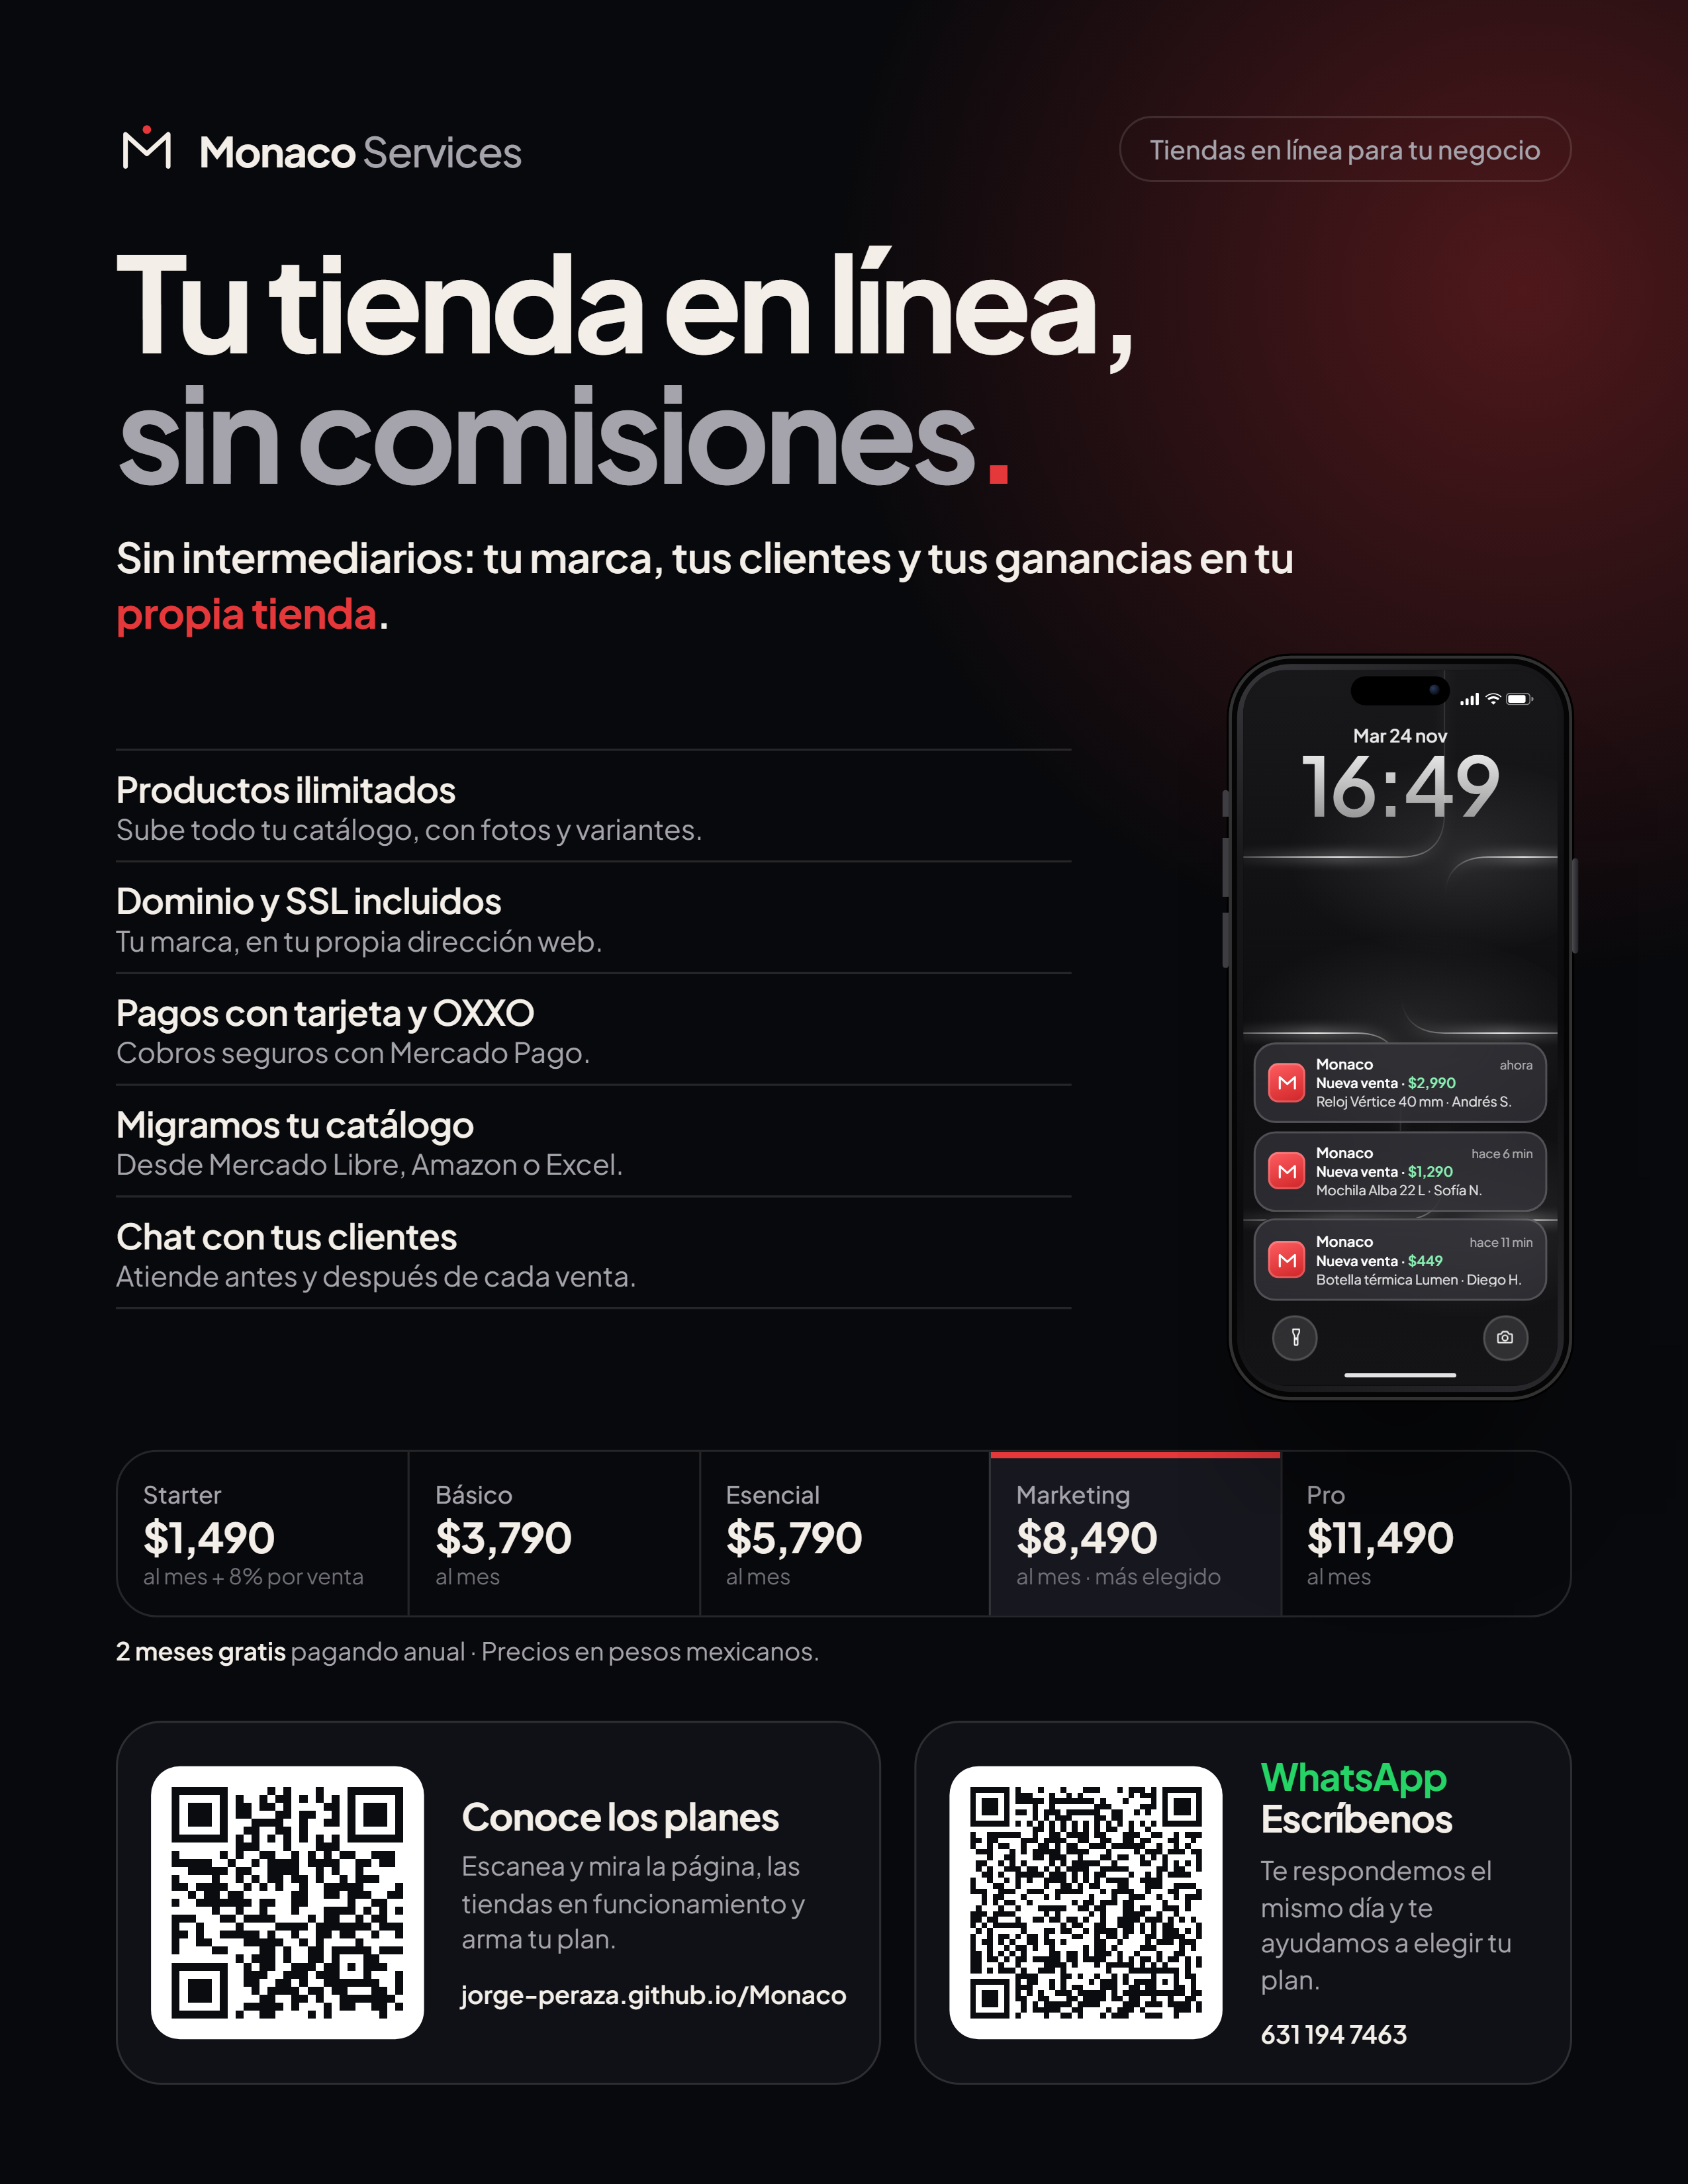 Monaco Services
Tiendas en línea para tu negocio
Tu tienda en línea,
sin comisiones.
Sin intermediarios: tu marca, tus clientes y tus ganancias en tu
propia tienda.
Productos ilimitados
Sube todo tu catálogo, con fotos y variantes.
Dominio y SSL incluidos
Tu marca, en tu propia dirección web.
Pagos con tarjeta y OXXO
Cobros seguros con Mercado Pago.
Migramos tu catálogo
Desde Mercado Libre, Amazon o Excel.
Chat con tus clientes
Atiende antes y después de cada venta.
Mar 24 nov
16:49
Monaco ahora
Nueva venta · $2,990
Reloj Vértice 40 mm · Andrés S.
Monaco hace 6 min
Nueva venta · $1,290
Mochila Alba 22 L · Sofía N.
Monaco hace 11 min
Nueva venta · $449
Botella térmica Lumen · Diego H.
Starter
$1,490
al mes + 8% por venta
Básico
$3,790
al mes
Esencial
$5,790
al mes
Marketing
$8,490
al mes · más elegido
Pro
$11,490
al mes
2 meses gratis pagando anual · Precios en pesos mexicanos.
Conoce los planes
Escanea y mira la página, las
tiendas en funcionamiento y
arma tu plan.
jorge-peraza.github.io/Monaco
WhatsApp
Escríbenos
Te respondemos el
mismo día y te
ayudamos a elegir tu
plan.
631 194 7463